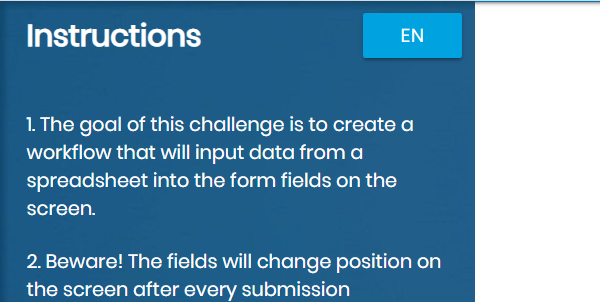 Instructions
EN
1. The goal of this challenge is to create a
workflow that will input data from a
spreadsheet into the form fields on the
screen.
2. Beware! The fields will change position on
the screen after every submission